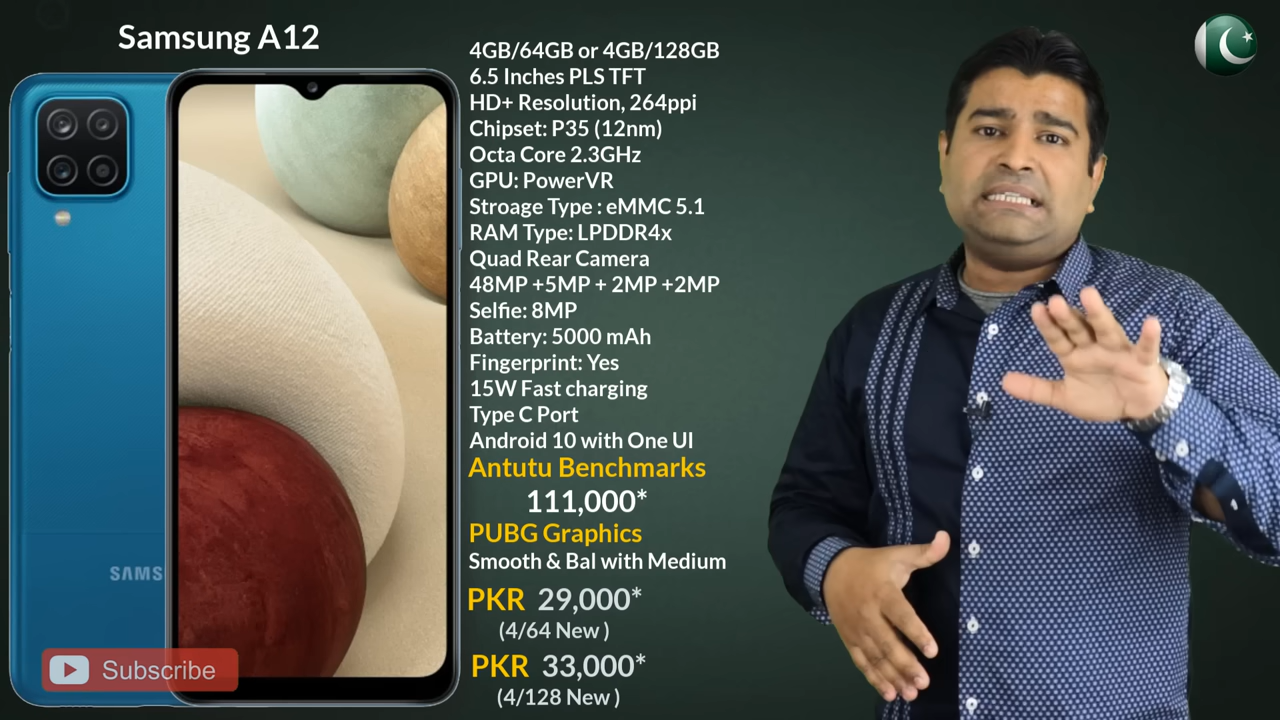 Samsung A12
4GB/64GB or 4GB/128GB
6.5 Inches PLS TFT
HD+ Resolution, 264ppi
Chipset: P35 (12nm)
Octa Core 2.3GHz
GPU: PowerVR
Stroage Type : eMMC 5.1
RAM Type: LPDDR4x
Quad Rear Camera
48MP +5MP + 2MP +2MP
Selfie: 8MP
Battery: 5000 mAh
Fingerprint: Yes
15W Fast charging
Type C Port
Android 10 with One UI
Antutu Benchmarks
111,000*
PUBG Graphics
Smooth & Bal with Medium
PKR 29,000*
(4/64 New )
PKR 33,000*
(4/128 New )
SAMS
Subscribe